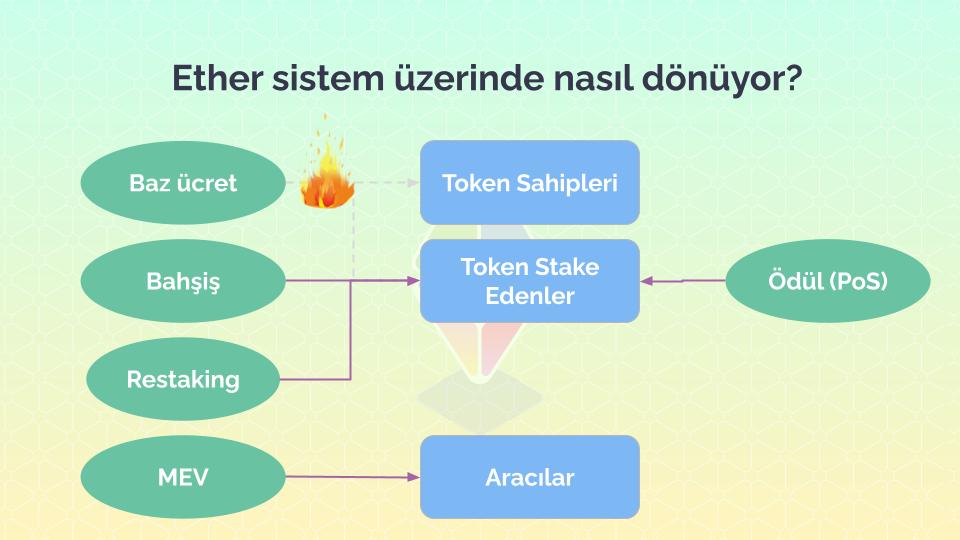 Ether sistem üzerinde nasıl dönüyor?
Baz ücret
Token Sahipleri
Bahşiş
Token Stake
Edenler
Ödül (PoS)
Restaking
MEV
Aracılar